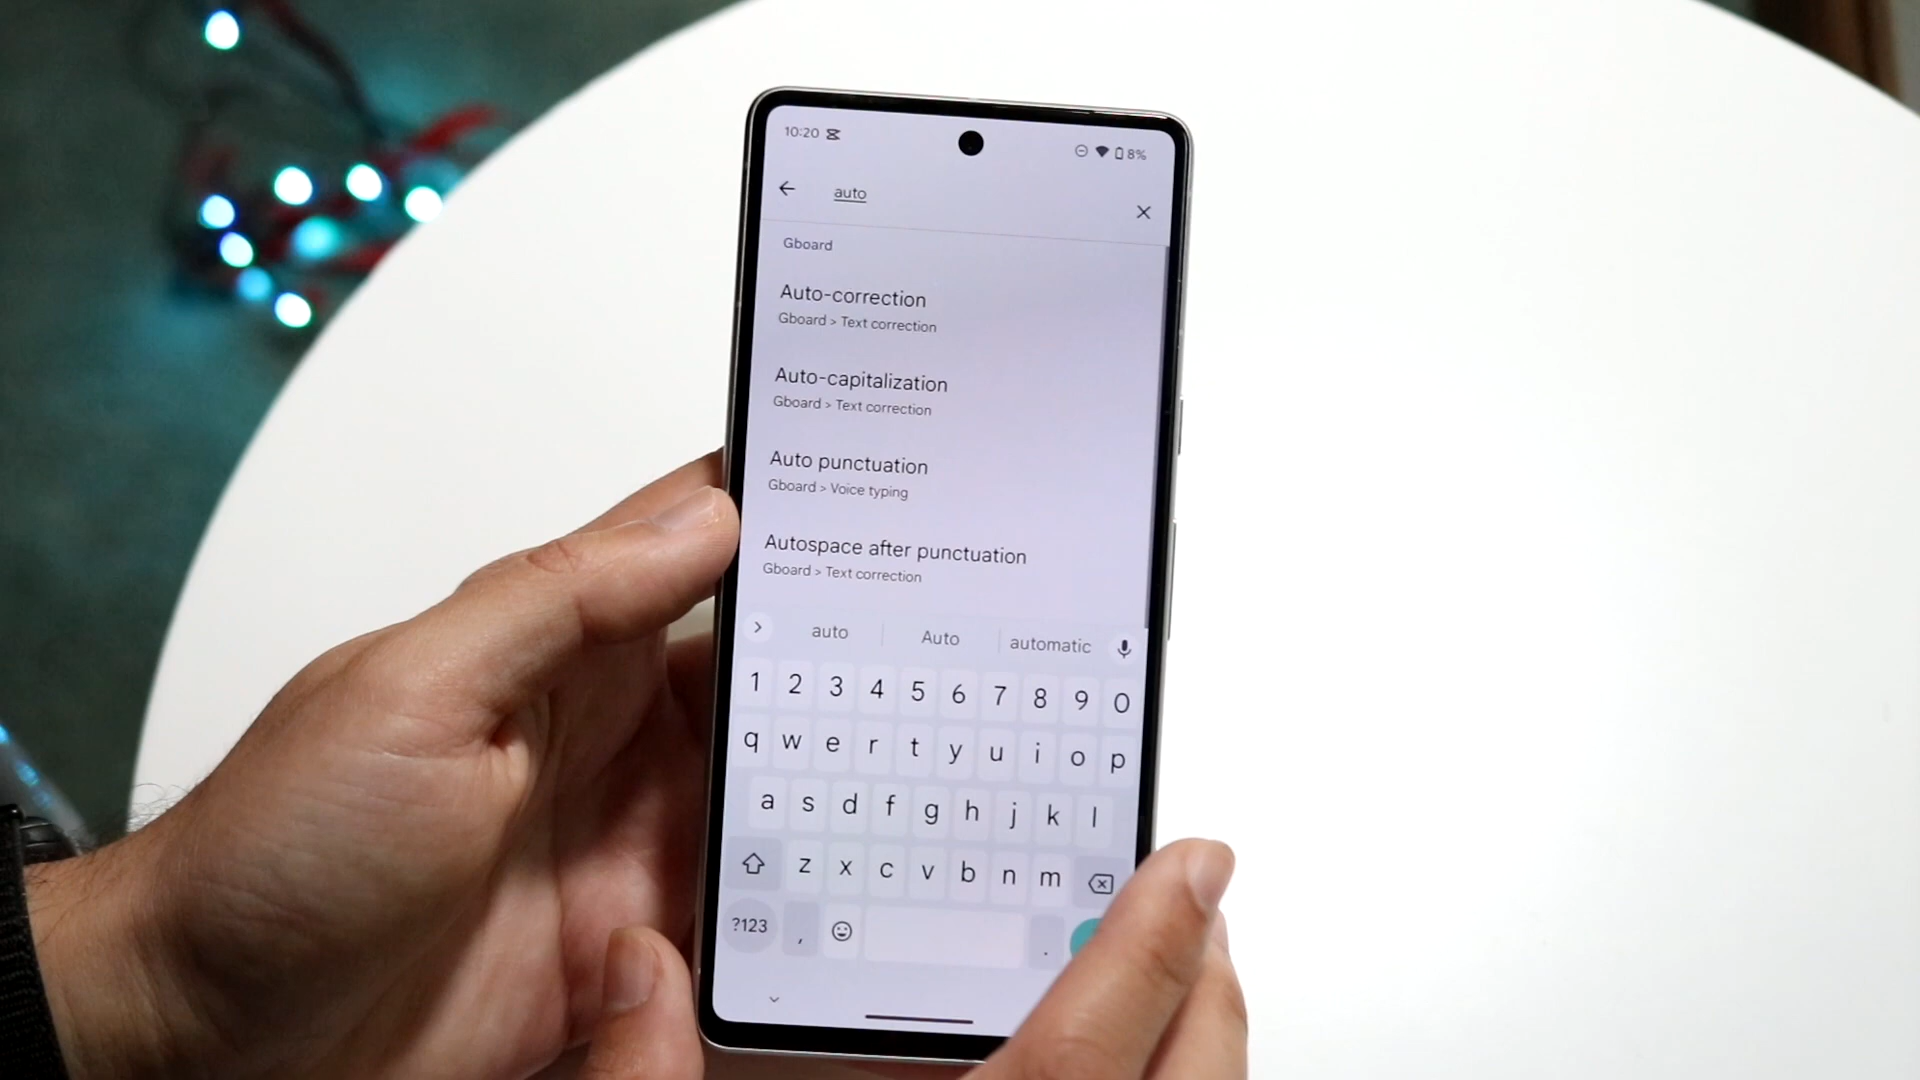 10:20
8%
auto
Gboard
Auto-correction
Gboard > Text correction
Auto-capitalization
Gboard > Text correction
Auto punctuation
Gboard > Voice typing
Autospace after punctuation
Gboard > Text correction
auto Auto automatic
1 2 3 4 5 6 7 8 9 0
q w e r t y u i o p
a s d f g h j k l
z x c v b n m
?123 , .